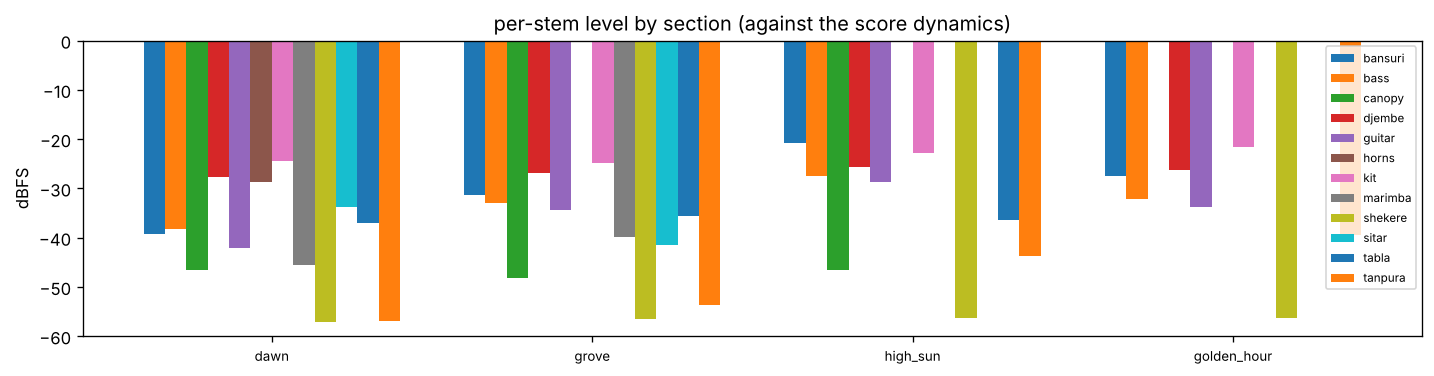 per-stem level by section (against the score dynamics)
dBFS
0
−10
−20
−30
−40
−50
−60
dawn
grove
high_sun
golden_hour
bansuri
bass
canopy
djembe
guitar
horns
kit
marimba
shekere
sitar
tabla
tanpura